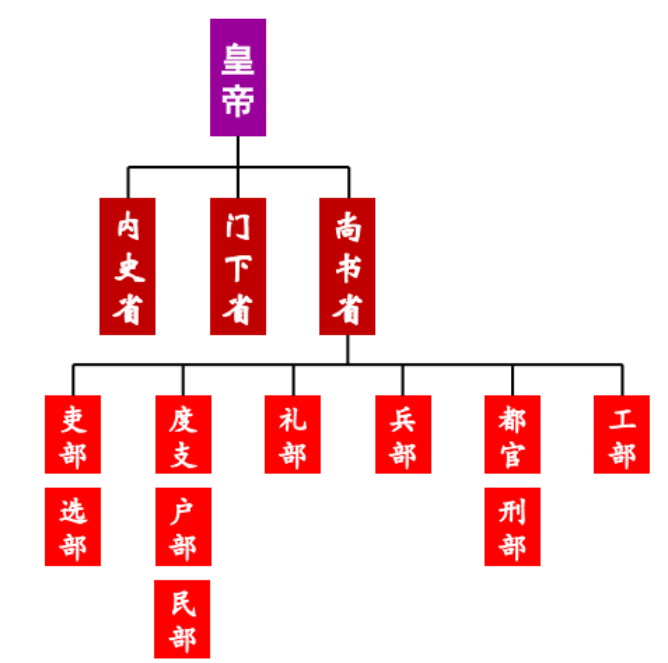 皇帝
内史省
门下省
尚书省
吏部
度支
礼部
兵部
都官
工部
选部
户部
刑部
民部